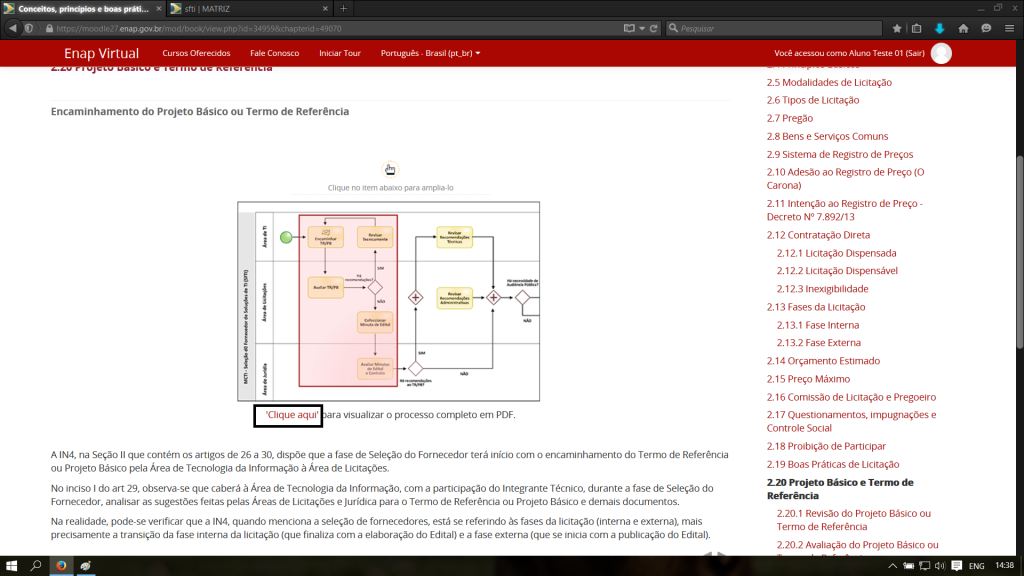 Conceitos, princípios e boas práti...
sfti | MATRIZ
https://moodle27.enap.gov.br/mod/book/view.php?id=34959&chapterid=49070
Pesquisar
Enap Virtual
Cursos Oferecidos
Fale Conosco
Iniciar Tour
Português - Brasil (pt_br)
Você acessou como Aluno Teste 01 (Sair)
2.20 Projeto Básico e Termo de Referência
Encaminhamento do Projeto Básico ou Termo de Referência
Clique no item abaixo para amplia-lo
MCTI - Seleção do Fornecedor de Soluções de TI (SFTI)
Área de TI
Área de Licitações
Área de Jurídia
Encaminhar
TR/PB
Revisar
Tecnicamente
Avaliar TR/PB
Há
recomendações?
SIM
NÃO
Confeccionar
Minuta de Edital
Avaliar Minutas
de Edital
e Contrato
Há recomendações
ao TR/PB?
SIM
NÃO
Revisar
Recomendações
Técnicas
Revisar
Recomendações
Administrativas
Há necessidade de
Audiência Pública?
NÃO
'Clique aqui' para visualizar o processo completo em PDF.
A IN4, na Seção II que contém os artigos de 26 a 30, dispõe que a fase de Seleção do Fornecedor terá início com o encaminhamento do Termo de Referência
ou Projeto Básico pela Área de Tecnologia da Informação à Área de Licitações.
No inciso I do art 29, observa-se que caberá à Área de Tecnologia da Informação, com a participação do Integrante Técnico, durante a fase de Seleção do
Fornecedor, analisar as sugestões feitas pelas Áreas de Licitações e Jurídica para o Termo de Referência ou Projeto Básico e demais documentos.
Na realidade, pode-se verificar que a IN4, quando menciona a seleção de fornecedores, está se referindo às fases da licitação (interna e externa), mais
precisamente a transição da fase interna da licitação (que finaliza com a elaboração do Edital) e a fase externa (que se inicia com a publicação do Edital).
2.5 Modalidades de Licitação
2.6 Tipos de Licitação
2.7 Pregão
2.8 Bens e Serviços Comuns
2.9 Sistema de Registro de Preços
2.10 Adesão ao Registro de Preço (O
Carona)
2.11 Intenção ao Registro de Preço -
Decreto Nº 7.892/13
2.12 Contratação Direta
2.12.1 Licitação Dispensada
2.12.2 Licitação Dispensável
2.12.3 Inexigibilidade
2.13 Fases da Licitação
2.13.1 Fase Interna
2.13.2 Fase Externa
2.14 Orçamento Estimado
2.15 Preço Máximo
2.16 Comissão de Licitação e Pregoeiro
2.17 Questionamentos, impugnações e
Controle Social
2.18 Proibição de Participar
2.19 Boas Práticas de Licitação
2.20 Projeto Básico e Termo de
Referência
2.20.1 Revisão do Projeto Básico ou
Termo de Referência
2.20.2 Avaliação do Projeto Básico ou
ENG
14:38